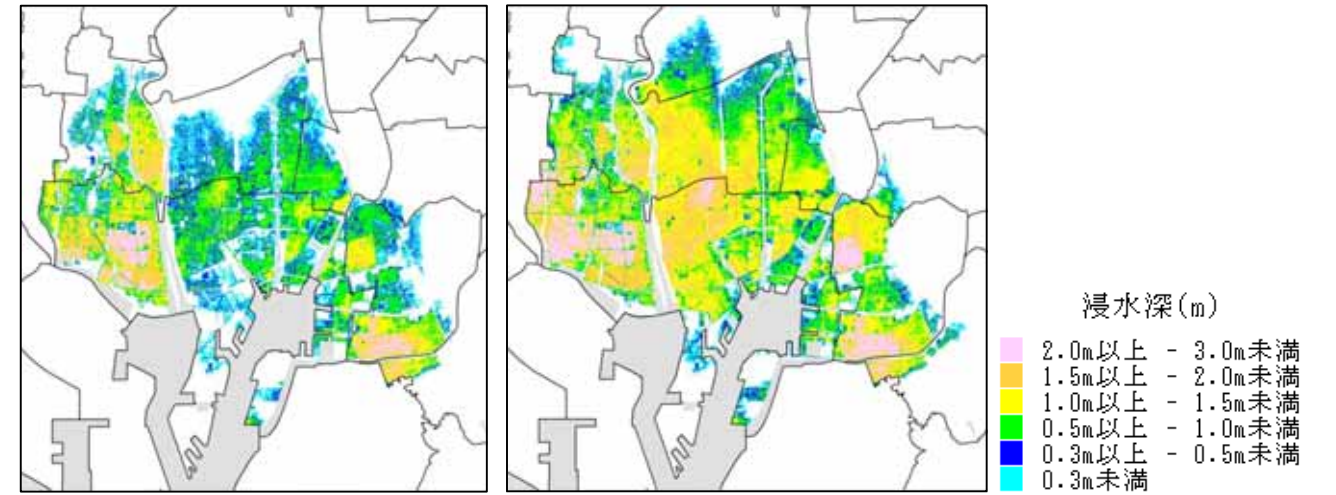 浸水深(m)
2.0m以上 - 3.0m未満
1.5m以上 - 2.0m未満
1.0m以上 - 1.5m未満
0.5m以上 - 1.0m未満
0.3m以上 - 0.5m未満
0.3m未満